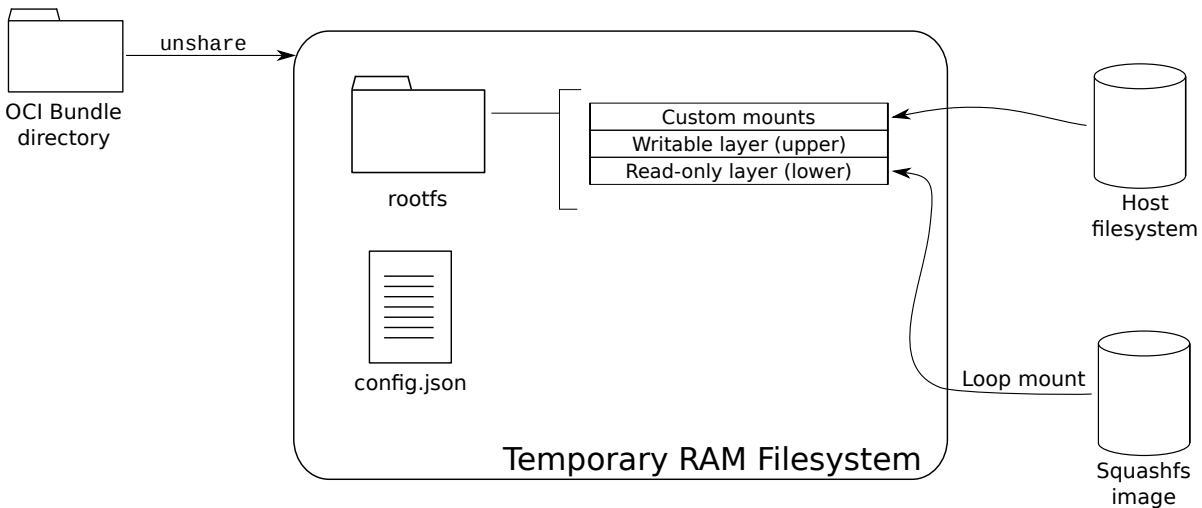 OCI Bundle
directory
unshare
rootfs
Custom mounts
Writable layer (upper)
Read-only layer (lower)
config.json
Temporary RAM Filesystem
Host
filesystem
Loop mount
Squashfs
image